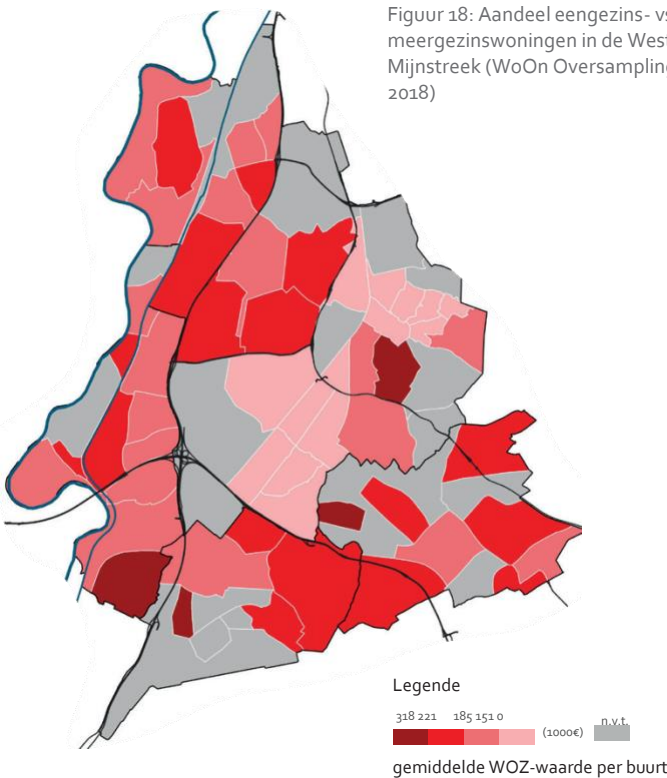 Figuur 18: Aandeel eengezins- vs
meergezinswoningen in de West
Mijnstreek (WoOn Oversampling
2018)
Legende
318 221 185 151 0 (1000€) n.v.t.
gemiddelde WOZ-waarde per buurt